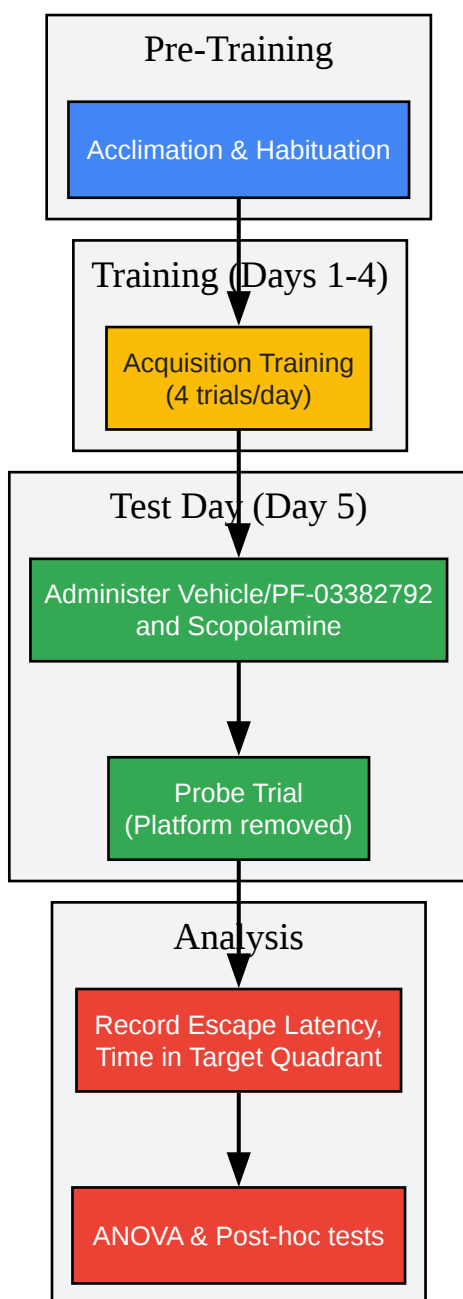 Pre-Training
Acclimation & Habituation
Training (Days 1-4)
Acquisition Training
(4 trials/day)
Test Day (Day 5)
Administer Vehicle/PF-03382792
and Scopolamine
Probe Trial
(Platform removed)
Analysis
Record Escape Latency,
Time in Target Quadrant
ANOVA & Post-hoc tests